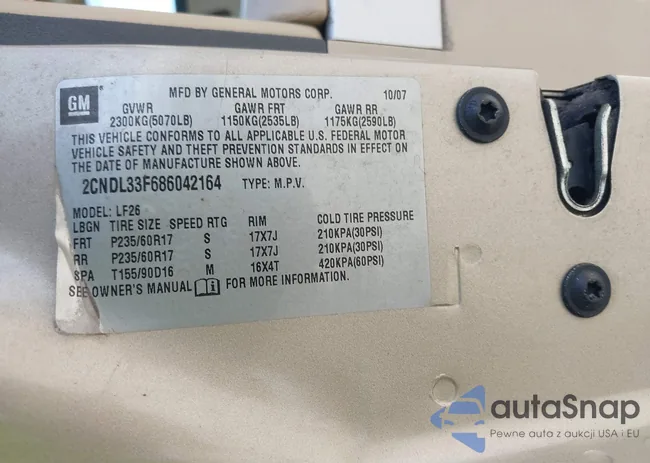 GM
MFD BY GENERAL MOTORS CORP. 10/07
GVWR GAWR FRT GAWR RR
2300KG(5070LB) 1150KG(2535LB) 1175KG(2590LB)
THIS VEHICLE CONFORMS TO ALL APPLICABLE U.S. FEDERAL MOTOR
VEHICLE SAFETY AND THEFT PREVENTION STANDARDS IN EFFECT ON
THE DATE OF MANUFACTURE SHOWN ABOVE.
2CNDL33F686042164 TYPE: M.P.V.
MODEL: LF26
LBGN TIRE SIZE SPEED RTG RIM COLD TIRE PRESSURE
FRT P235/60R17 S 17X7J 210KPA(30PSI)
RR P235/60R17 S 17X7J 210KPA(30PSI)
SPA T155/90D16 M 16X4T 420KPA(60PSI)
SEE OWNER'S MANUAL FOR MORE INFORMATION.
autaSnap
Pewne auta z aukcji USA i EU